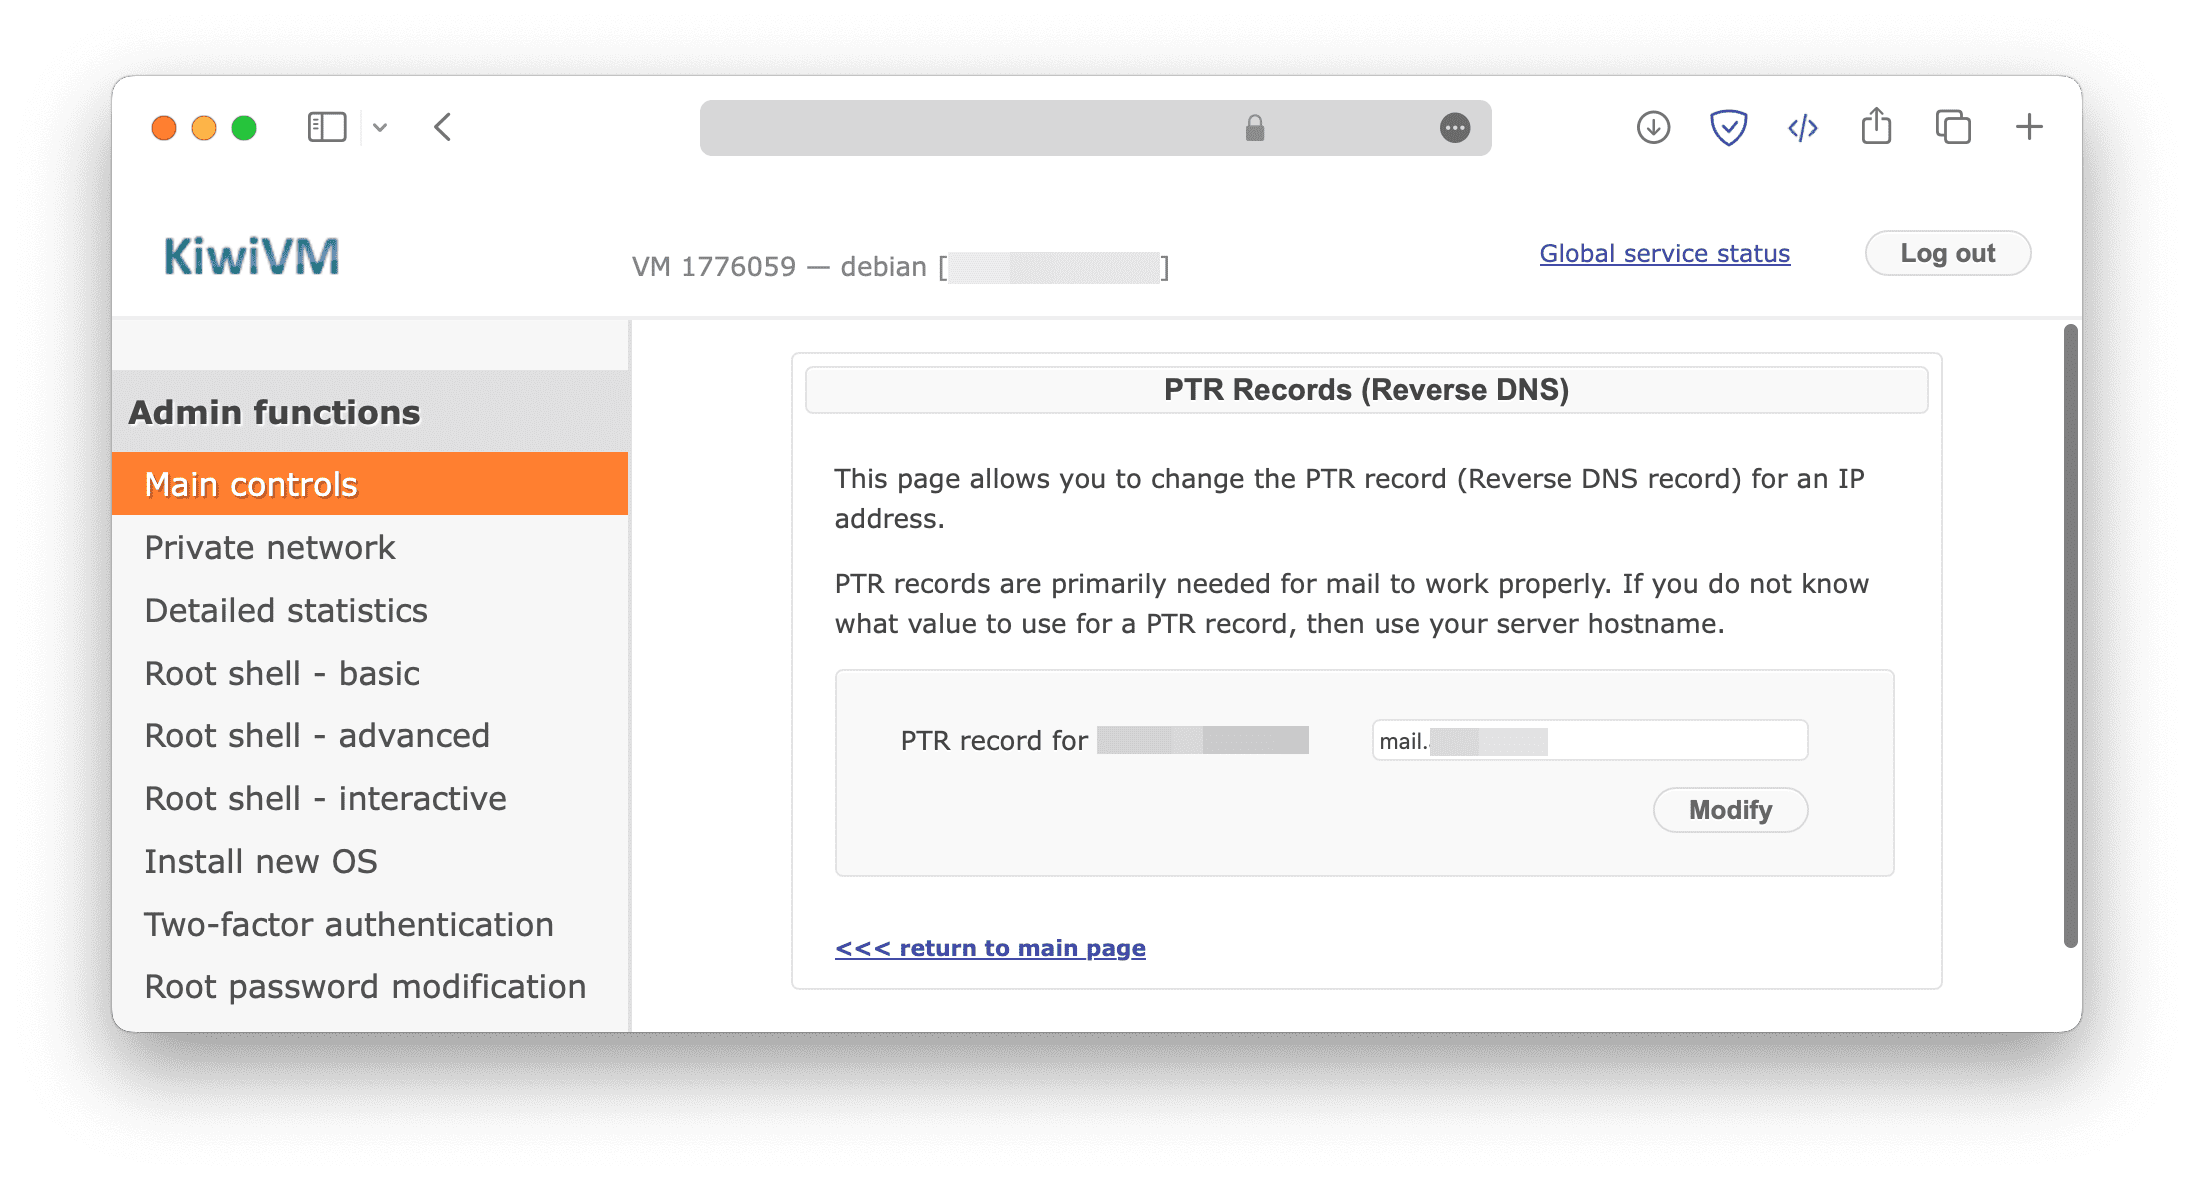 KiwiVM
VM 1776059 — debian [ ]
Global service status
Log out
Admin functions
Main controls
Private network
Detailed statistics
Root shell - basic
Root shell - advanced
Root shell - interactive
Install new OS
Two-factor authentication
Root password modification
PTR Records (Reverse DNS)
This page allows you to change the PTR record (Reverse DNS record) for an IP
address.
PTR records are primarily needed for mail to work properly. If you do not know
what value to use for a PTR record, then use your server hostname.
PTR record for
mail.
Modify
<<< return to main page